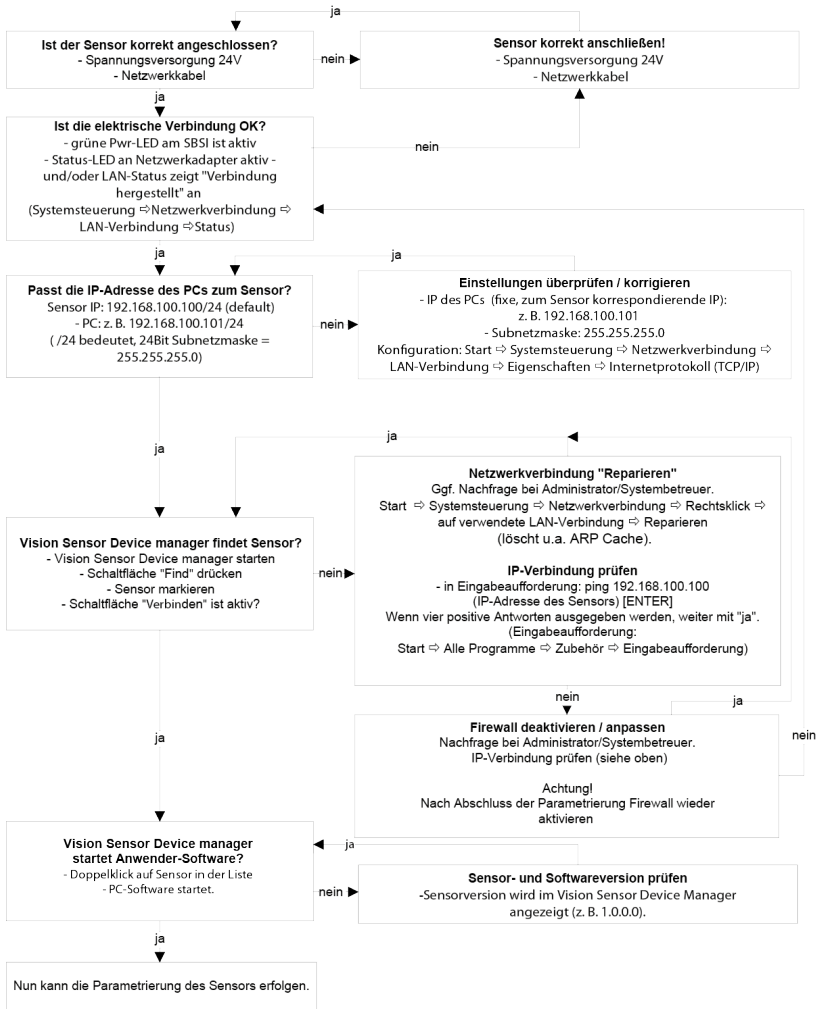 ja
Ist der Sensor korrekt angeschlossen?
- Spannungsversorgung 24V
- Netzwerkkabel
nein
Sensor korrekt anschließen!
- Spannungsversorgung 24V
- Netzwerkkabel
ja
Ist die elektrische Verbindung OK?
- grüne Pwr-LED am SBSI ist aktiv
- Status-LED an Netzwerkadapter aktiv -
und/oder LAN-Status zeigt "Verbindung
hergestellt" an
(Systemsteuerung ⇨Netzwerkverbindung ⇨
LAN-Verbindung ⇨Status)
nein
ja
ja
Passt die IP-Adresse des PCs zum Sensor?
Sensor IP: 192.168.100.100/24 (default)
- PC: z. B. 192.168.100.101/24
( /24 bedeutet, 24Bit Subnetzmaske =
255.255.255.0)
nein
Einstellungen überprüfen / korrigieren
- IP des PCs  (fixe, zum Sensor korrespondierende IP):
z. B. 192.168.100.101
- Subnetzmaske: 255.255.255.0
Konfiguration: Start ⇨ Systemsteuerung ⇨ Netzwerkverbindung ⇨
LAN-Verbindung ⇨ Eigenschaften ⇨ Internetprotokoll (TCP/IP)
ja
ja
Vision Sensor Device manager findet Sensor?
- Vision Sensor Device manager starten
- Schaltfläche "Find" drücken
- Sensor markieren
- Schaltfläche "Verbinden" ist aktiv?
nein
Netzwerkverbindung "Reparieren"
Ggf. Nachfrage bei Administrator/Systembetreuer.
Start ⇨ Systemsteuerung ⇨ Netzwerkverbindung ⇨ Rechtsklick ⇨
auf verwendete LAN-Verbindung ⇨ Reparieren
(löscht u.a. ARP Cache).
IP-Verbindung prüfen
- in Eingabeaufforderung: ping 192.168.100.100
(IP-Adresse des Sensors) [ENTER]
Wenn vier positive Antworten ausgegeben werden, weiter mit "ja".
(Eingabeaufforderung:
Start ⇨ Alle Programme ⇨ Zubehör ⇨ Eingabeaufforderung)
nein
ja
ja
Firewall deaktivieren / anpassen
Nachfrage bei Administrator/Systembetreuer.
IP-Verbindung prüfen (siehe oben)
Achtung!
Nach Abschluss der Parametrierung Firewall wieder
aktivieren
nein
Vision Sensor Device manager
startet Anwender-Software?
- Doppelklick auf Sensor in der Liste
- PC-Software startet.
ja
nein
Sensor- und Softwareversion prüfen
-Sensorversion wird im Vision Sensor Device Manager
angezeigt (z. B. 1.0.0.0).
ja
Nun kann die Parametrierung des Sensors erfolgen.